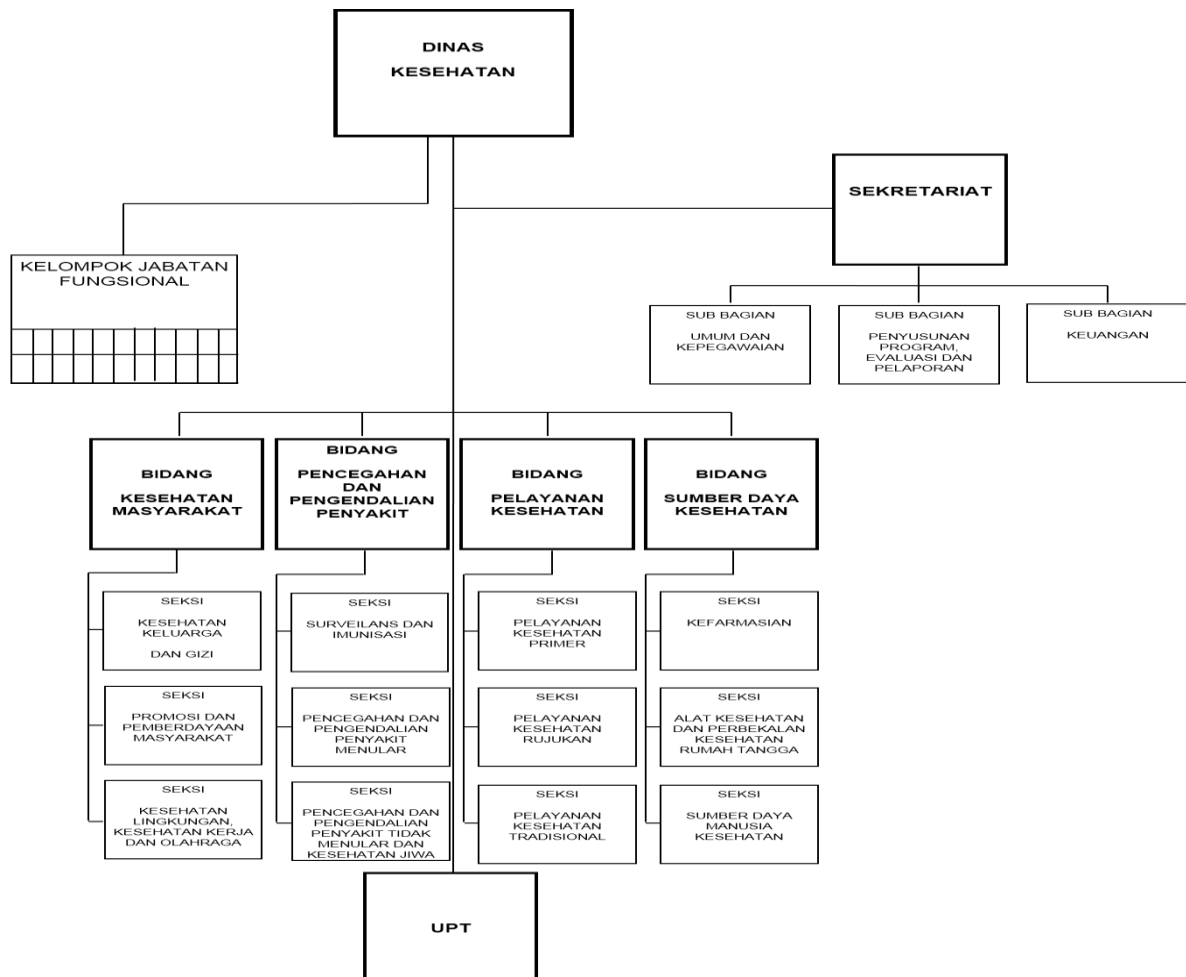 DINAS
KESEHATAN
SEKRETARIAT
KELOMPOK JABATAN
FUNGSIONAL
SUB BAGIAN
UMUM DAN
KEPEGAWAIAN
SUB BAGIAN
PENYUSUNAN
PROGRAM,
EVALUASI DAN
PELAPORAN
SUB BAGIAN
KEUANGAN
BIDANG
KESEHATAN
MASYARAKAT
BIDANG
PENCEGAHAN
DAN
PENGENDALIAN
PENYAKIT
BIDANG
PELAYANAN
KESEHATAN
BIDANG
SUMBER DAYA
KESEHATAN
SEKSI
KESEHATAN
KELUARGA
DAN GIZI
SEKSI
SURVEILANS DAN
IMUNISASI
SEKSI
PELAYANAN
KESEHATAN
PRIMER
SEKSI
KEFARMASIAN
SEKSI
PROMOSI DAN
PEMBERDAYAAN
MASYARAKAT
SEKSI
PENCEGAHAN DAN
PENGENDALIAN
PENYAKIT
MENULAR
SEKSI
PELAYANAN
KESEHATAN
RUJUKAN
SEKSI
ALAT KESEHATAN
DAN PERBEKALAN
KESEHATAN
RUMAH TANGGA
SEKSI
KESEHATAN
LINGKUNGAN,
KESEHATAN KERJA
DAN OLAHRAGA
SEKSI
PENCEGAHAN DAN
PENGENDALIAN
PENYAKIT TIDAK
MENULAR DAN
KESEHATAN JIWA
SEKSI
PELAYANAN
KESEHATAN
TRADISIONAL
SEKSI
SUMBER DAYA
MANUSIA
KESEHATAN
UPT